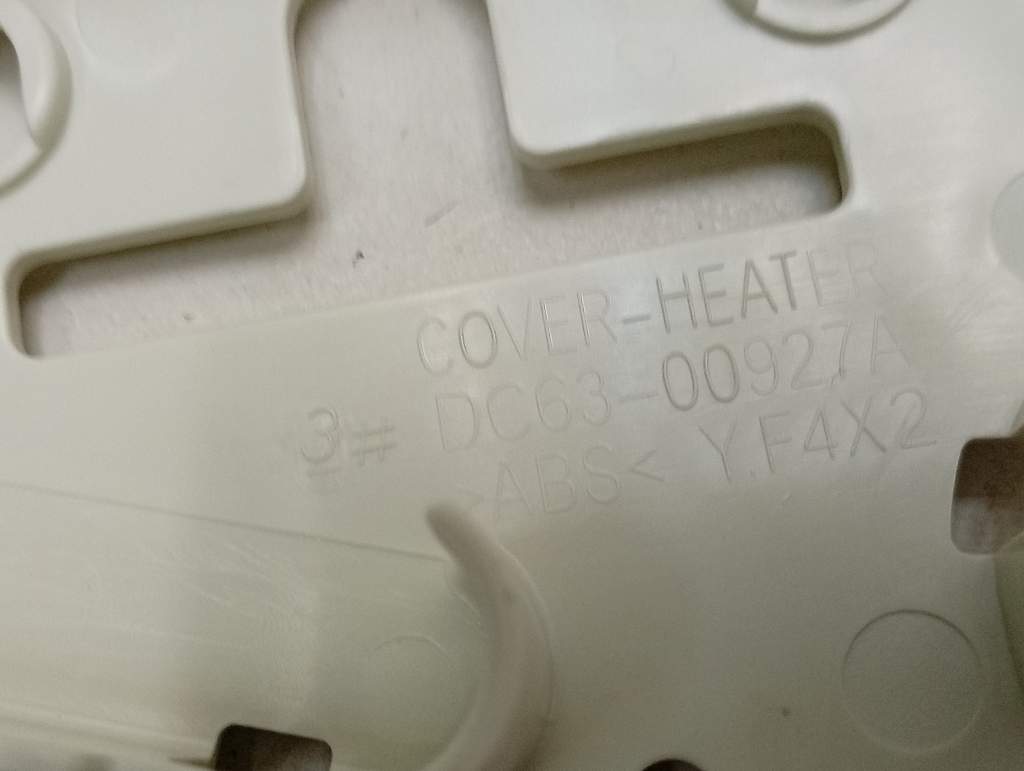 COVER-HEATER
3# DC63-00927A
>ABS< Y.F4X2